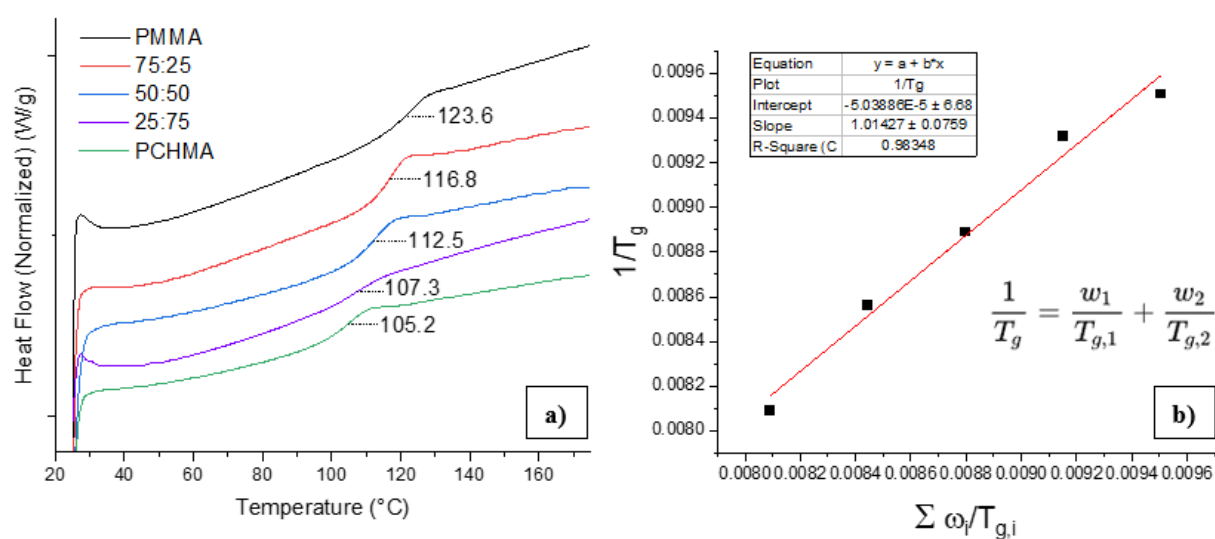 PMMA
75:25
50:50
25:75
PCHMA
123.6
116.8
112.5
107.3
105.2
a)
Heat Flow (Normalized) (W/g)
20 40 60 80 100 120 140 160
Temperature (°C)
Equation y = a + b*x
Plot 1/Tg
Intercept -5.03886E-5 ± 6.68
Slope 1.01427 ± 0.0759
R-Square (C 0.98348
0.0096
0.0094
0.0092
0.0090
0.0088
0.0086
0.0084
0.0082
0.0080
1/Tg
1/Tg = w1/Tg,1 + w2/Tg,2
b)
0.0080 0.0082 0.0084 0.0086 0.0088 0.0090 0.0092 0.0094 0.0096
Σ ωi/Tg,i